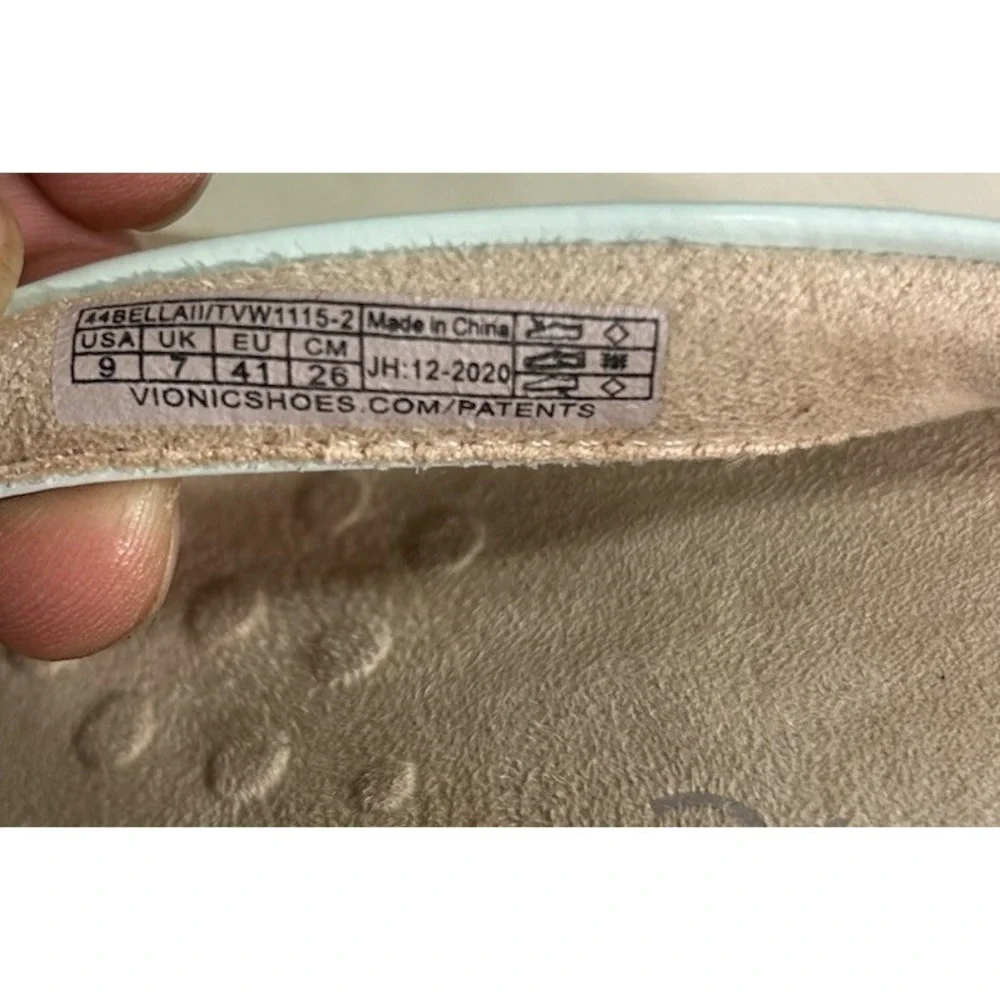 44BELLAII/TVW1115-2 Made in China
USA UK EU CM
9 7 41 26 JH:12-2020
VIONICSHOES.COM/PATENTS